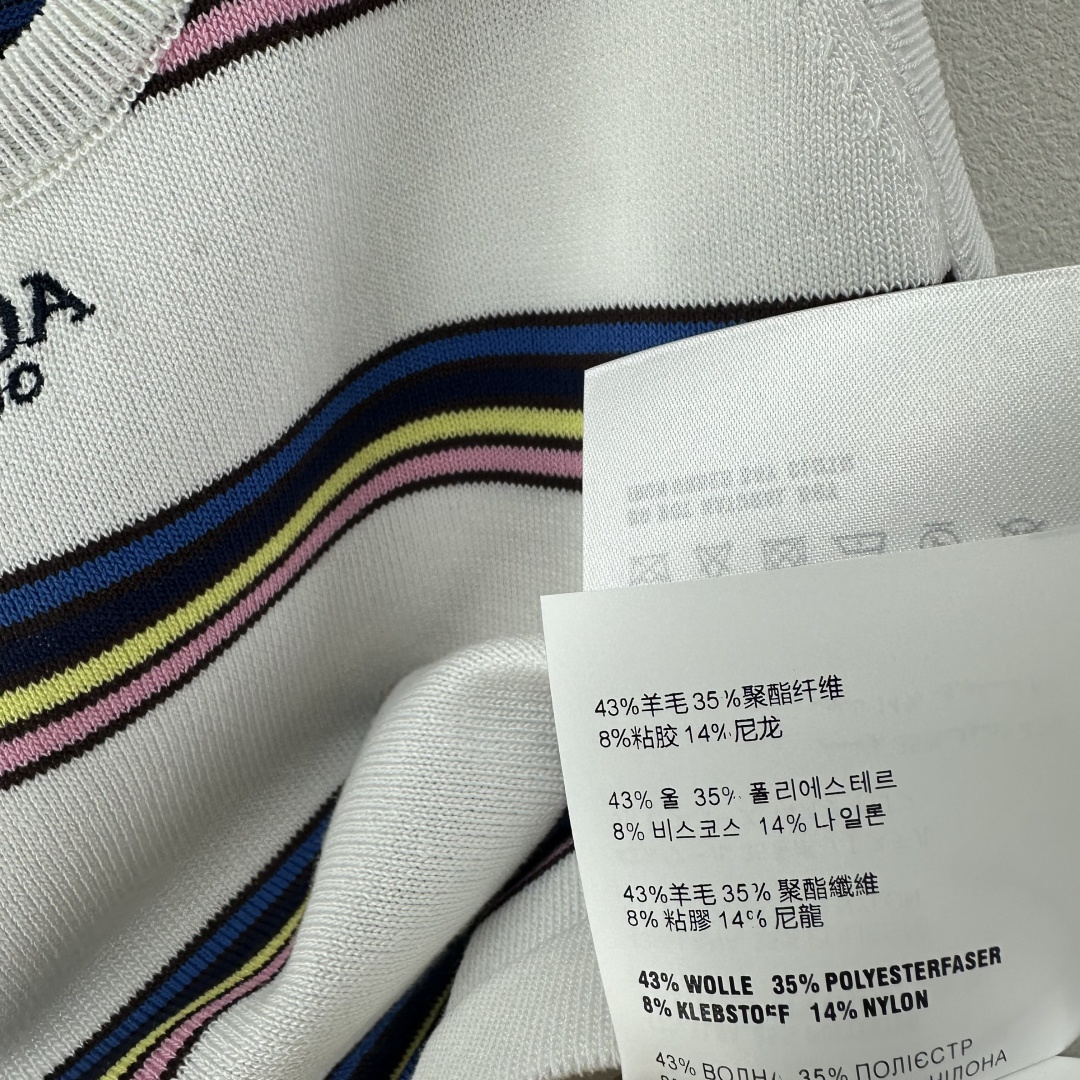 DA
43%羊毛 35%聚酯纤维
8%粘胶 14%尼龙
43% 울 35% 폴리에스테르
8% 비스코스 14% 나일론
43%羊毛 35% 聚酯纖維
8% 粘膠 14% 尼龍
43% WOLLE 35% POLYESTERFASER
8% KLEBSTOFF 14% NYLON
43% ВОЛНА 35% ПОЛІЄСТР